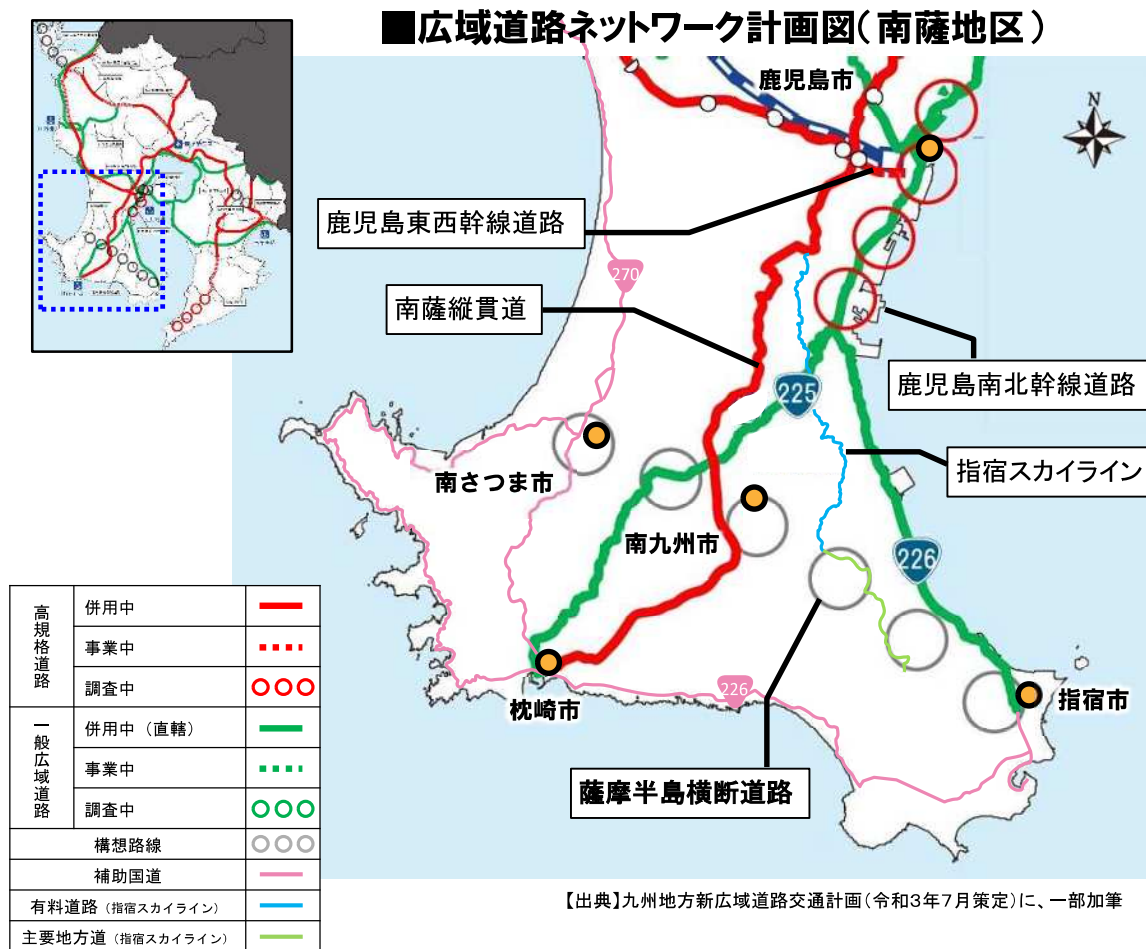 ■広域道路ネットワーク計画図（南薩地区）
鹿児島市
N
鹿児島東西幹線道路
270
南薩縦貫道
鹿児島南北幹線道路
225
南さつま市
指宿スカイライン
南九州市
226
枕崎市
226
指宿市
薩摩半島横断道路
高規格道路
併用中
事業中
調査中
一般広域道路
併用中（直轄）
事業中
調査中
構想路線
補助国道
有料道路（指宿スカイライン）
主要地方道（指宿スカイライン）
【出典】九州地方新広域道路交通計画（令和3年7月策定）に、一部加筆